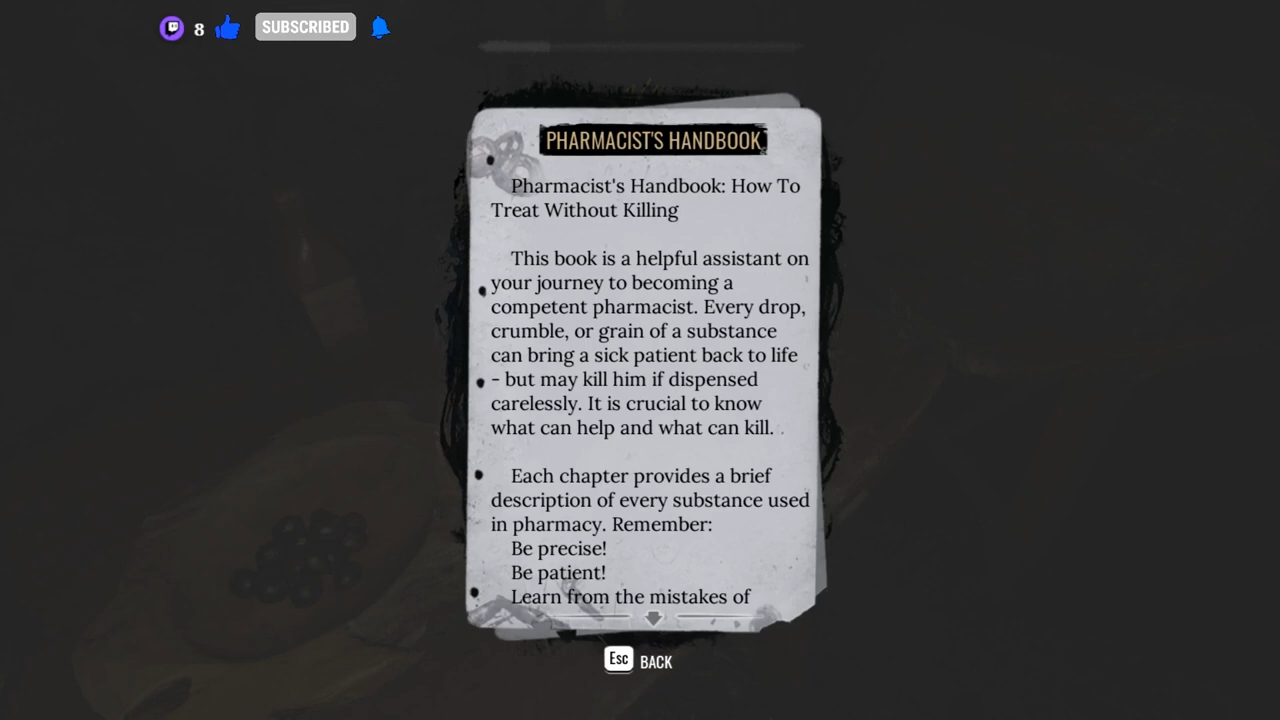 8
SUBSCRIBED
PHARMACIST'S HANDBOOK
Pharmacist's Handbook: How To
Treat Without Killing
This book is a helpful assistant on
your journey to becoming a
competent pharmacist. Every drop,
crumble, or grain of a substance
can bring a sick patient back to life
- but may kill him if dispensed
carelessly. It is crucial to know
what can help and what can kill.
Each chapter provides a brief
description of every substance used
in pharmacy. Remember:
Be precise!
Be patient!
Learn from the mistakes of
Esc BACK